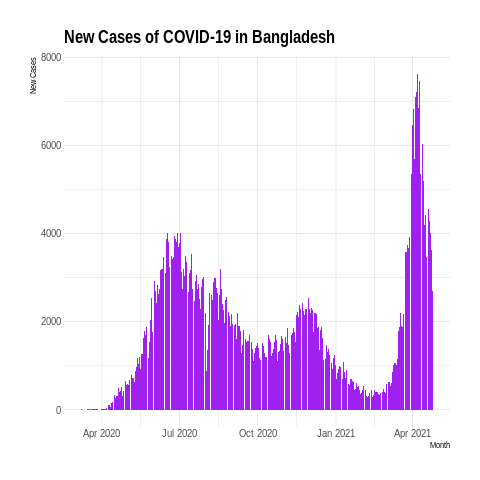 New Cases of COVID-19 in Bangladesh
New Cases
8000
6000
4000
2000
0
Apr 2020 Jul 2020 Oct 2020 Jan 2021 Apr 2021
Month